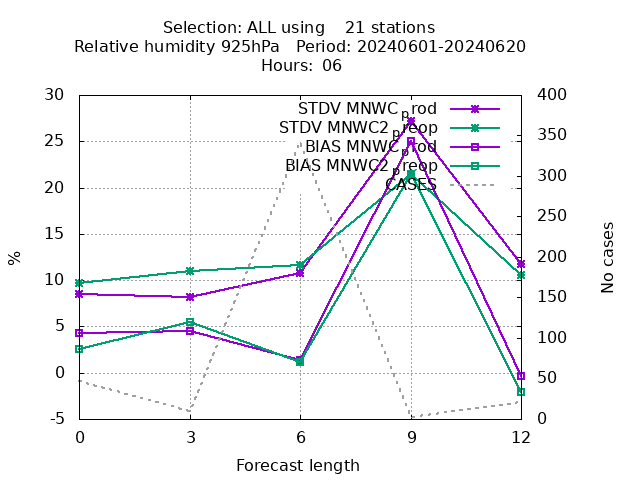 Selection: ALL using    21 stations
Relative humidity 925hPa   Period: 20240601-20240620
Hours:  06
30
25
20
15
10
5
0
-5
%
STDV MNWC_prod
STDV MNWC2_preop
BIAS MNWC_prod
BIAS MNWC2_preop
CASES
400
350
300
250
200
150
100
50
0
No cases
0 3 6 9 12
Forecast length